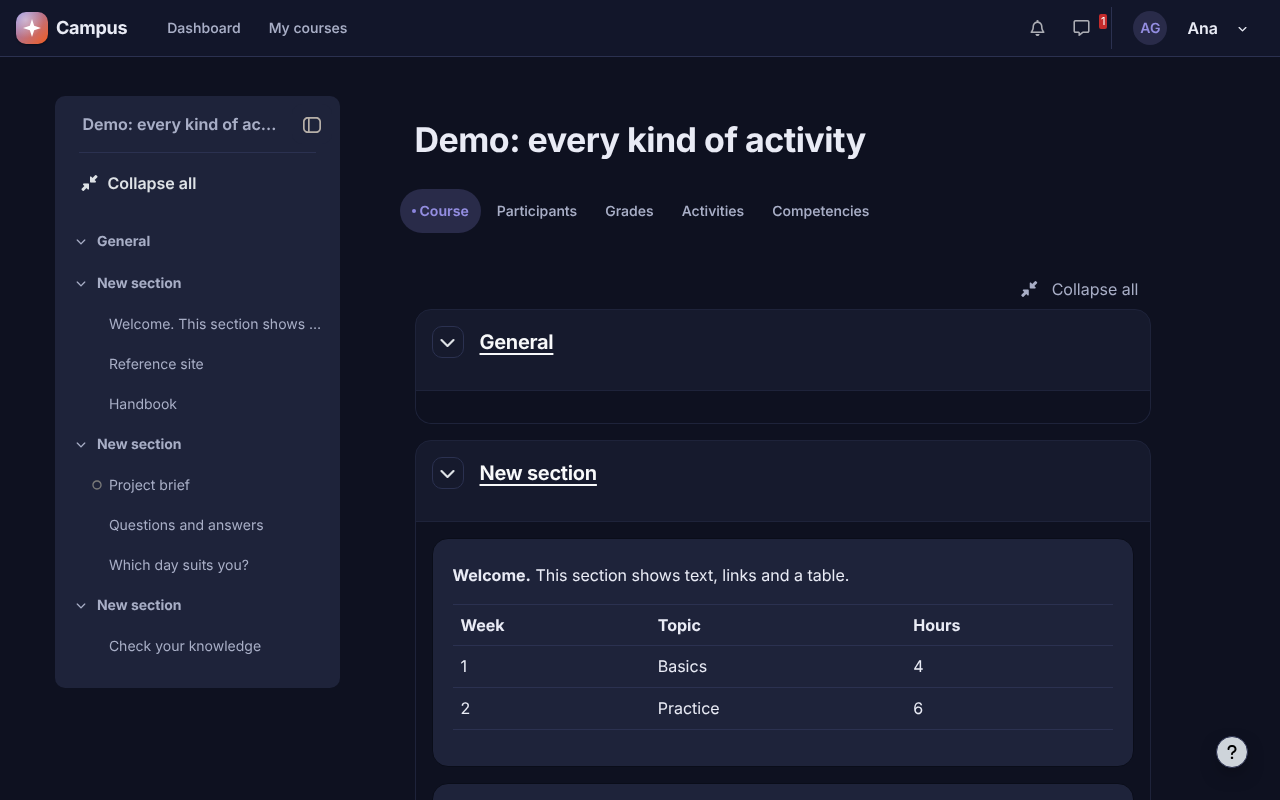 Campus
Dashboard
My courses
1
AG
Ana
Demo: every kind of ac...
Collapse all
General
New section
Welcome. This section shows ...
Reference site
Handbook
New section
Project brief
Questions and answers
Which day suits you?
New section
Check your knowledge
Demo: every kind of activity
Course
Participants
Grades
Activities
Competencies
Collapse all
General
New section
Welcome. This section shows text, links and a table.
Week Topic Hours
1 Basics 4
2 Practice 6
?